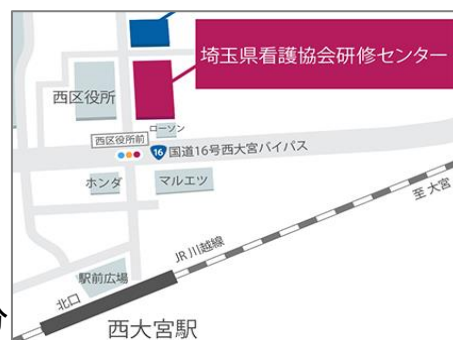 埼玉県看護協会研修センター
西区役所
ローソン
西区役所前
16
国道16号西大宮バイパス
ホンダ
マルエツ
至 大宮
JR川越線
駅前広場
北口
西大宮駅
分